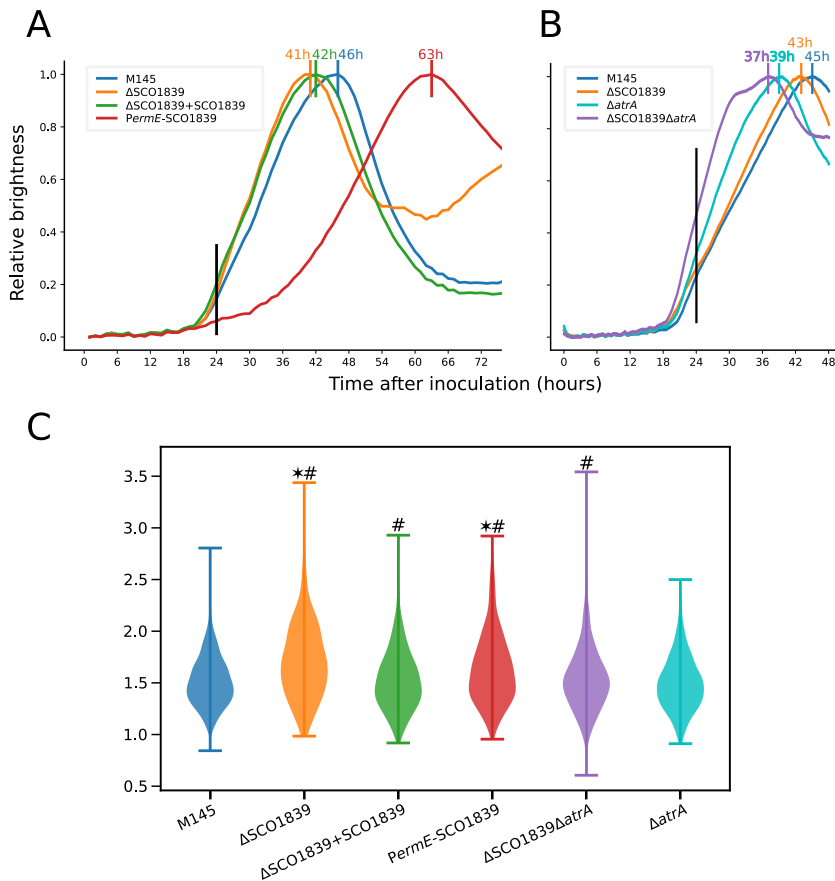 A
B
41h 42h 46h 63h
37h 39h 43h 45h
M145
ΔSCO1839
ΔSCO1839+SCO1839
PermE-SCO1839
M145
ΔSCO1839
ΔatrA
ΔSCO1839ΔatrA
Relative brightness
1.0
0.8
0.6
0.4
0.2
0.0
0 6 12 18 24 30 36 42 48 54 60 66 72
0 6 12 18 24 30 36 42 48
Time after inoculation (hours)
C
3.5
3.0
2.5
2.0
1.5
1.0
0.5
✶#
#
✶#
#
M145
ΔSCO1839
ΔSCO1839+SCO1839
PermE-SCO1839
ΔSCO1839ΔatrA
ΔatrA